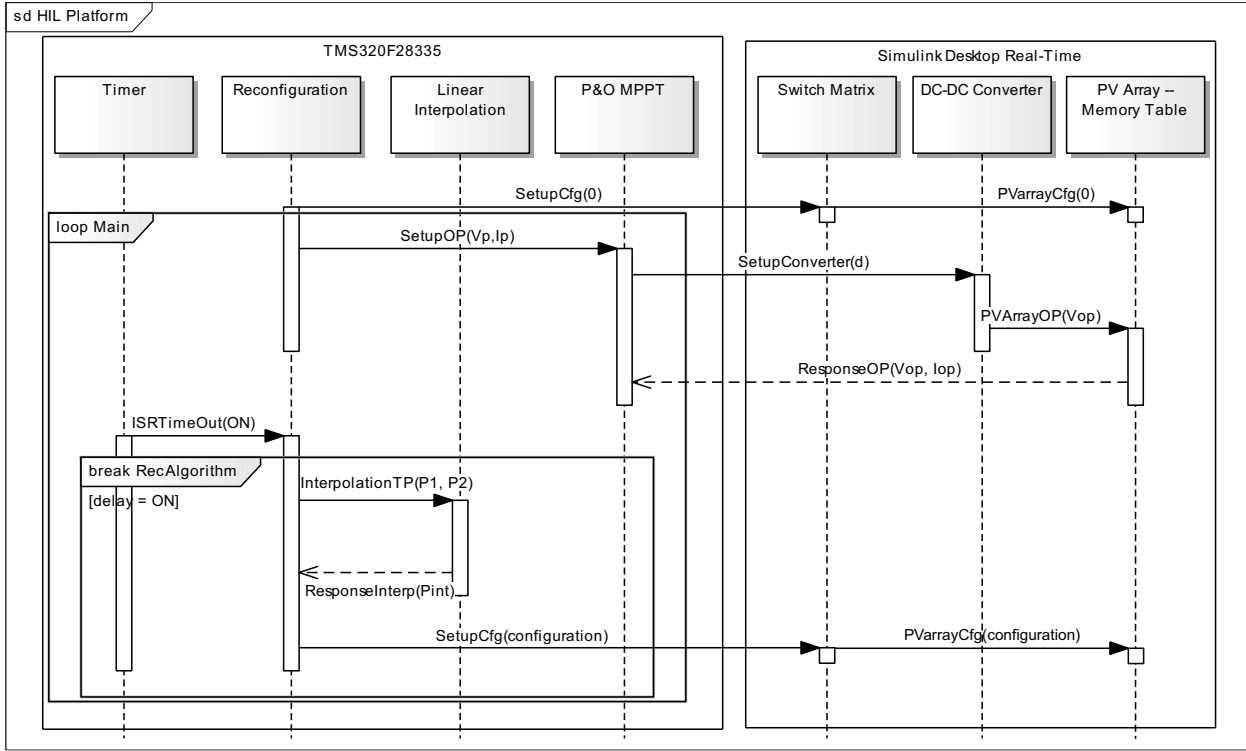 sd HIL Platform
TMS320F28335
Simulink Desktop Real-Time
Timer
Reconfiguration
Linear
Interpolation
P&O MPPT
Switch Matrix
DC-DC Converter
PV Array --
Memory Table
SetupCfg(0)
PVarrayCfg(0)
loop Main
SetupOP(Vp,Ip)
SetupConverter(d)
PVArrayOP(Vop)
ResponseOP(Vop, Iop)
ISRTimeOut(ON)
break RecAlgorithm
[delay = ON]
InterpolationTP(P1, P2)
ResponseInterp(Pint)
SetupCfg(configuration)
PVarrayCfg(configuration)